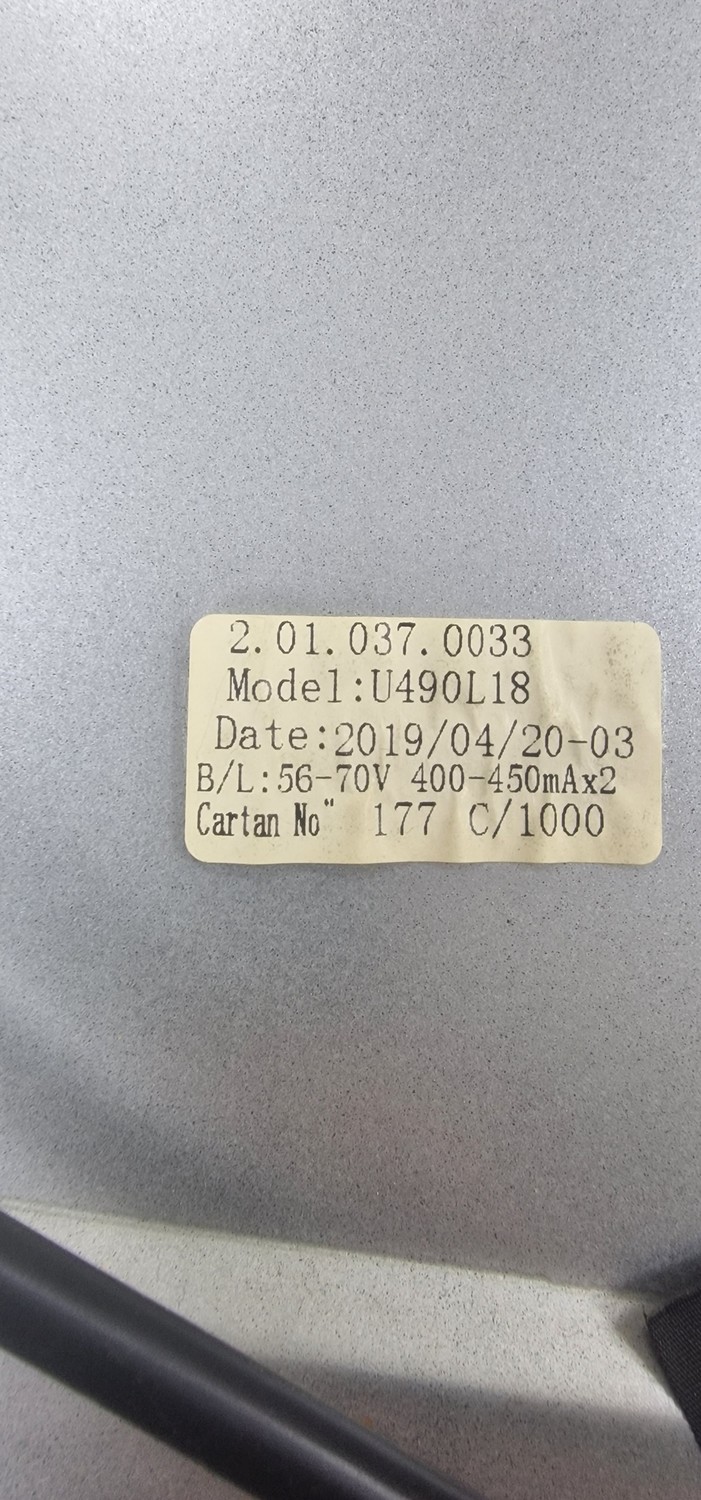 2.01.037.0033
Model:U490L18
Date:2019/04/20-03
B/L:56-70V 400-450mAx2
Cartan No" 177 C/1000